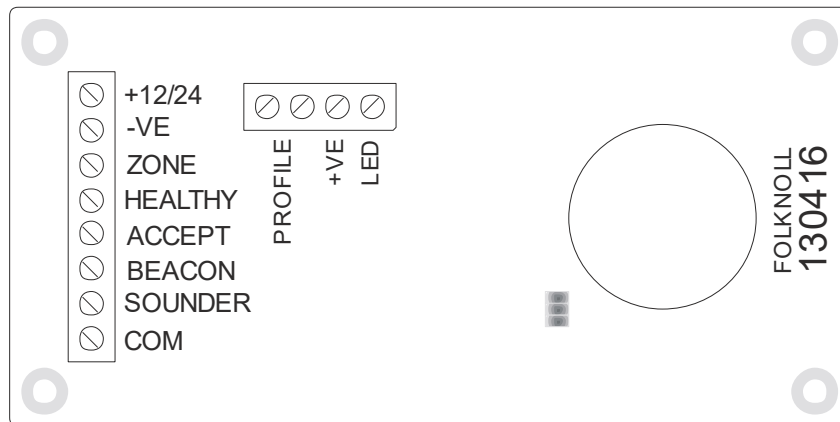 +12/24
-VE
ZONE
HEALTHY
ACCEPT
BEACON
SOUNDER
COM
PROFILE
+VE
LED
FOLKNOLL
130416